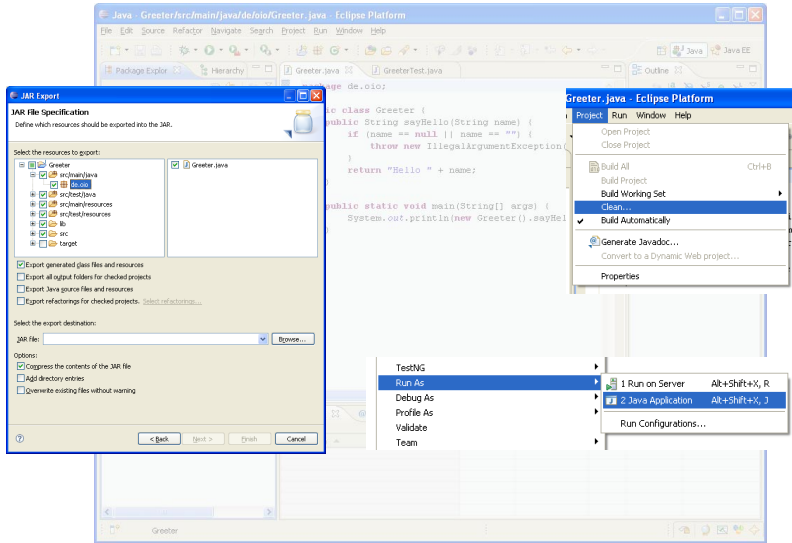 Java - Greeter/src/main/java/de/oio/Greeter.java - Eclipse Platform
File Edit Source Refactor Navigate Search Project Run Window Help
Java Java EE
Package Explor Hierarchy Greeter.java GreeterTest.java Outline
package de.oio;
ic class Greeter {
public String sayHello(String name) {
if (name == null || name == "") {
throw new IllegalArgumentException(
}
return "Hello " + name;
}
public static void main(String[] args) {
System.out.println(new Greeter().sayHel
}
JAR Export
JAR File Specification
Define which resources should be exported into the JAR.
Select the resources to export:
Greeter
src/main/java
de.oio
src/test/java
src/main/resources
src/test/resources
lib
src
target
Greeter.java
Export generated class files and resources
Export all output folders for checked projects
Export Java source files and resources
Export refactorings for checked projects. Select refactorings...
Select the export destination:
JAR file: Browse...
Options:
Compress the contents of the JAR file
Add directory entries
Overwrite existing files without warning
? < Back Next > Finish Cancel
Greeter.java - Eclipse Platform
Project Run Window Help
Open Project
Close Project
Build All Ctrl+B
Build Project
Build Working Set
Clean...
Build Automatically
Generate Javadoc...
Convert to a Dynamic Web project...
Properties
TestNG
Run As
Debug As
Profile As
Validate
Team
1 Run on Server Alt+Shift+X, R
2 Java Application Alt+Shift+X, J
Run Configurations...
Greeter